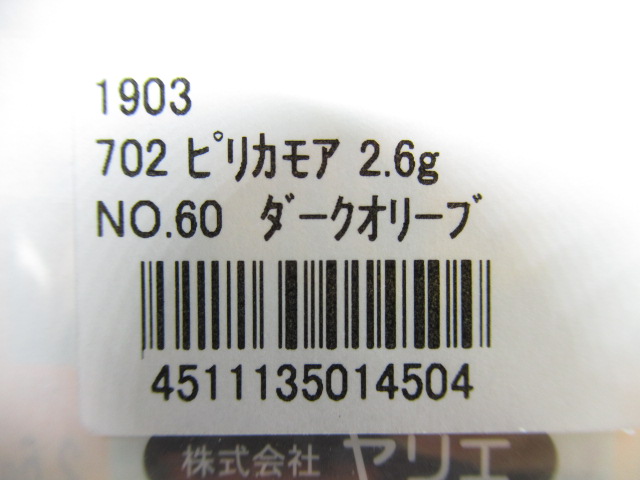 1903
702 ﾋﾟﾘｶﾓｱ 2.6g
NO.60 ﾀﾞｰｸｵﾘｰﾌﾞ
4511135014504
株式会社 ヤリエ